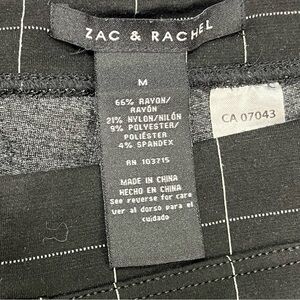 ZAC & RACHEL
M
66% RAYON/
RAYÓN
21% NYLON/NILÓN
9% POLYESTER/
POLIÉSTER
4% SPANDEX
RN 103715
MADE IN CHINA
HECHO EN CHINA
See reverse for care
Ver al dorso para el
cuidado
CA 07043